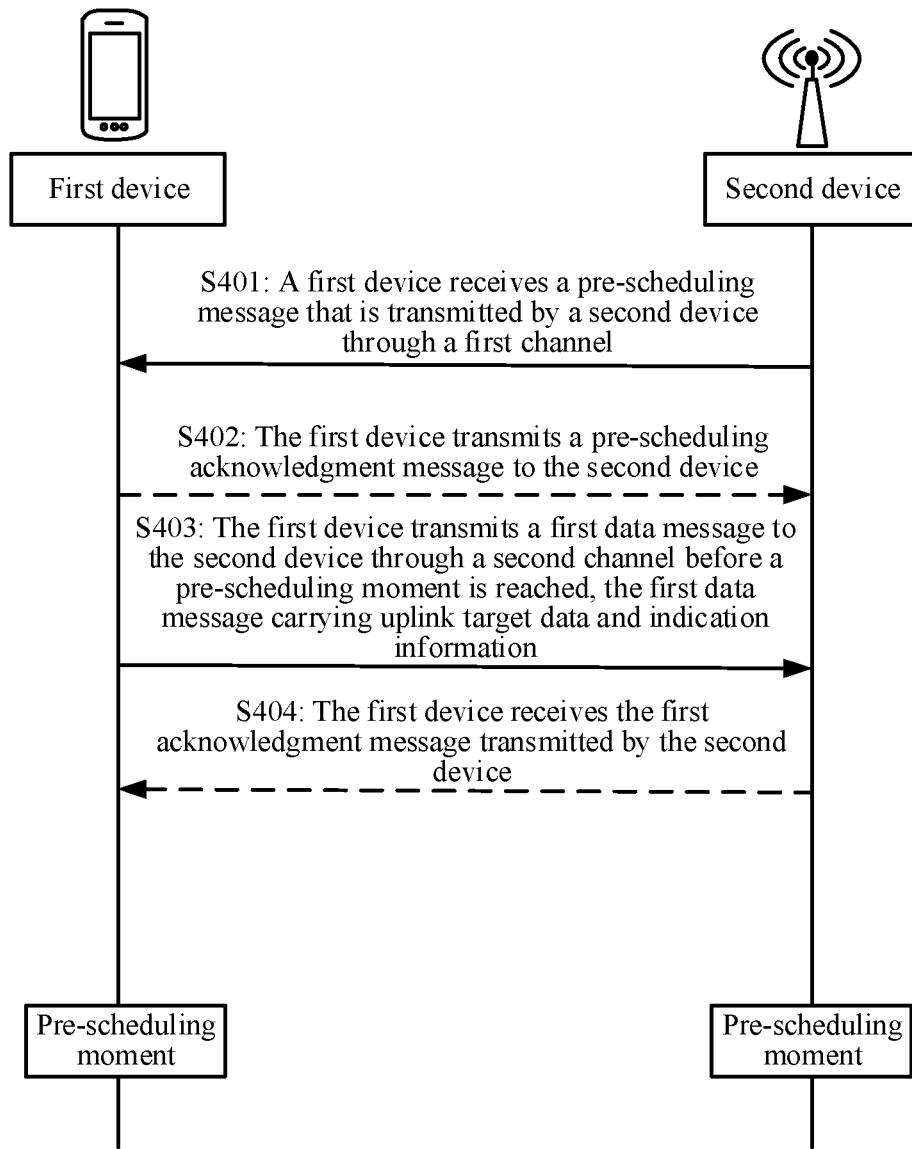 First device
Second device
S401: A first device receives a pre-scheduling
message that is transmitted by a second device
through a first channel
S402: The first device transmits a pre-scheduling
acknowledgment message to the second device
S403: The first device transmits a first data message to
the second device through a second channel before a
pre-scheduling moment is reached, the first data
message carrying uplink target data and indication
information
S404: The first device receives the first
acknowledgment message transmitted by the second
device
Pre-scheduling
moment
Pre-scheduling
moment